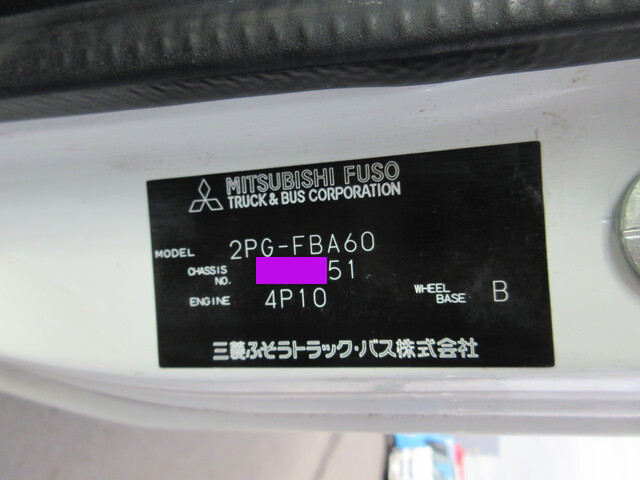 MITSUBISHI FUSO
TRUCK & BUS CORPORATION
MODEL 2PG-FBA60
CHASSIS NO. 51
ENGINE 4P10 WHEEL BASE B
三菱ふそうトラック・バス株式会社